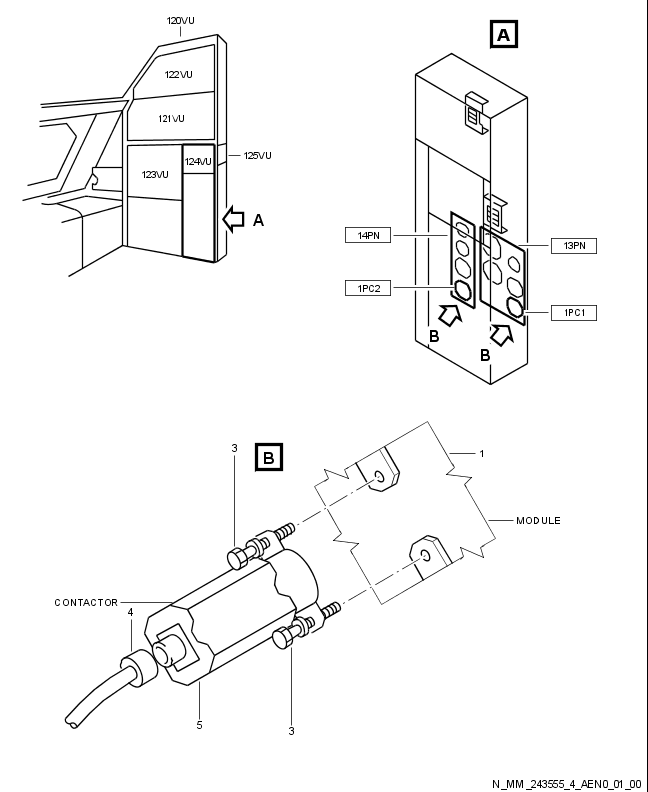 120VU
122VU
121VU
124VU
125VU
123VU
A
A
14PN
13PN
1PC2
1PC1
B
B
B
3
1
MODULE
CONTACTOR
4
5
3
N_MM_243555_4_AEN0_01_00